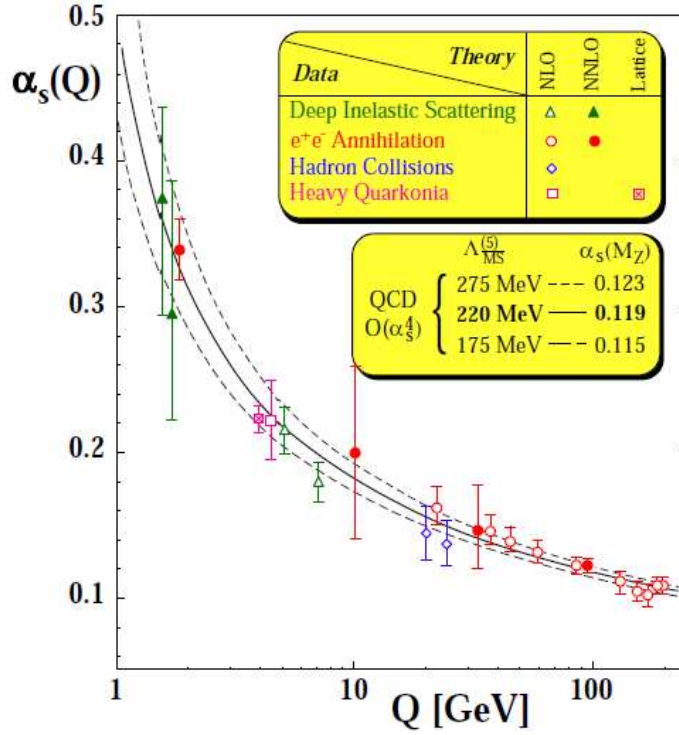 0.5
αs(Q)
0.4
0.3
0.2
0.1
Theory
Data
NLO
NNLO
Lattice
Deep Inelastic Scattering
e+e- Annihilation
Hadron Collisions
Heavy Quarkonia
Λ(5)MS αs(MZ)
QCD O(αs4)
275 MeV 0.123
220 MeV 0.119
175 MeV 0.115
1 10 100
Q [GeV]